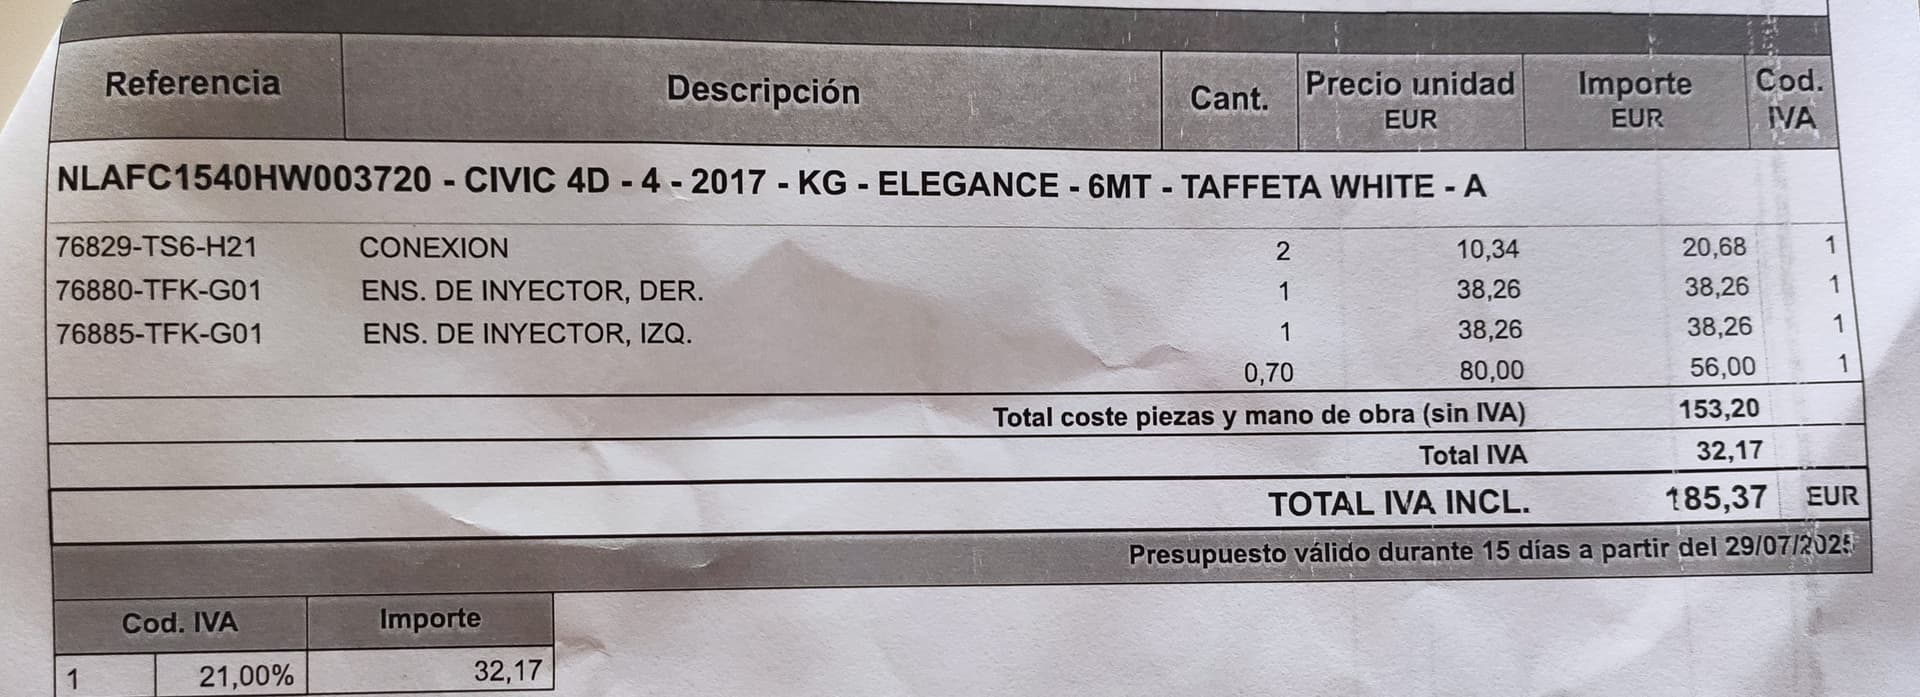 Referencia Descripción Cant. Precio unidad EUR Importe EUR Cod. IVA
NLAFC1540HW003720 - CIVIC 4D - 4 - 2017 - KG - ELEGANCE - 6MT - TAFFETA WHITE - A
76829-TS6-H21 CONEXION 2 10,34 20,68 1
76880-TFK-G01 ENS. DE INYECTOR, DER. 1 38,26 38,26 1
76885-TFK-G01 ENS. DE INYECTOR, IZQ. 1 38,26 38,26 1
0,70 80,00 56,00 1
Total coste piezas y mano de obra (sin IVA) 153,20
Total IVA 32,17
TOTAL IVA INCL. 185,37 EUR
Presupuesto válido durante 15 días a partir del 29/07/2025
Cod. IVA Importe
1 21,00% 32,17